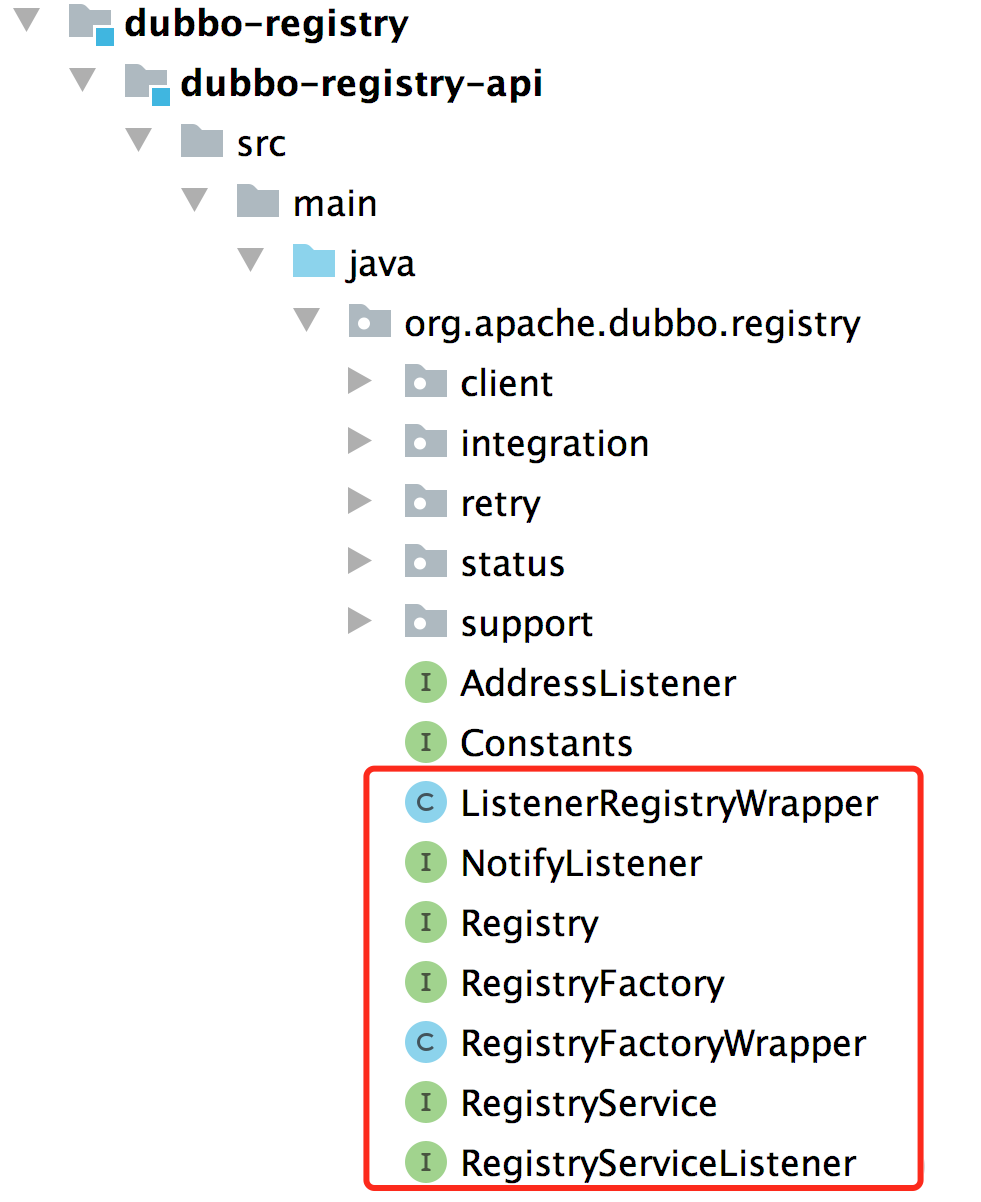 dubbo-registry
dubbo-registry-api
src
main
java
org.apache.dubbo.registry
client
integration
retry
status
support
I AddressListener
I Constants
C ListenerRegistryWrapper
I NotifyListener
I Registry
I RegistryFactory
C RegistryFactoryWrapper
I RegistryService
I RegistryServiceListener